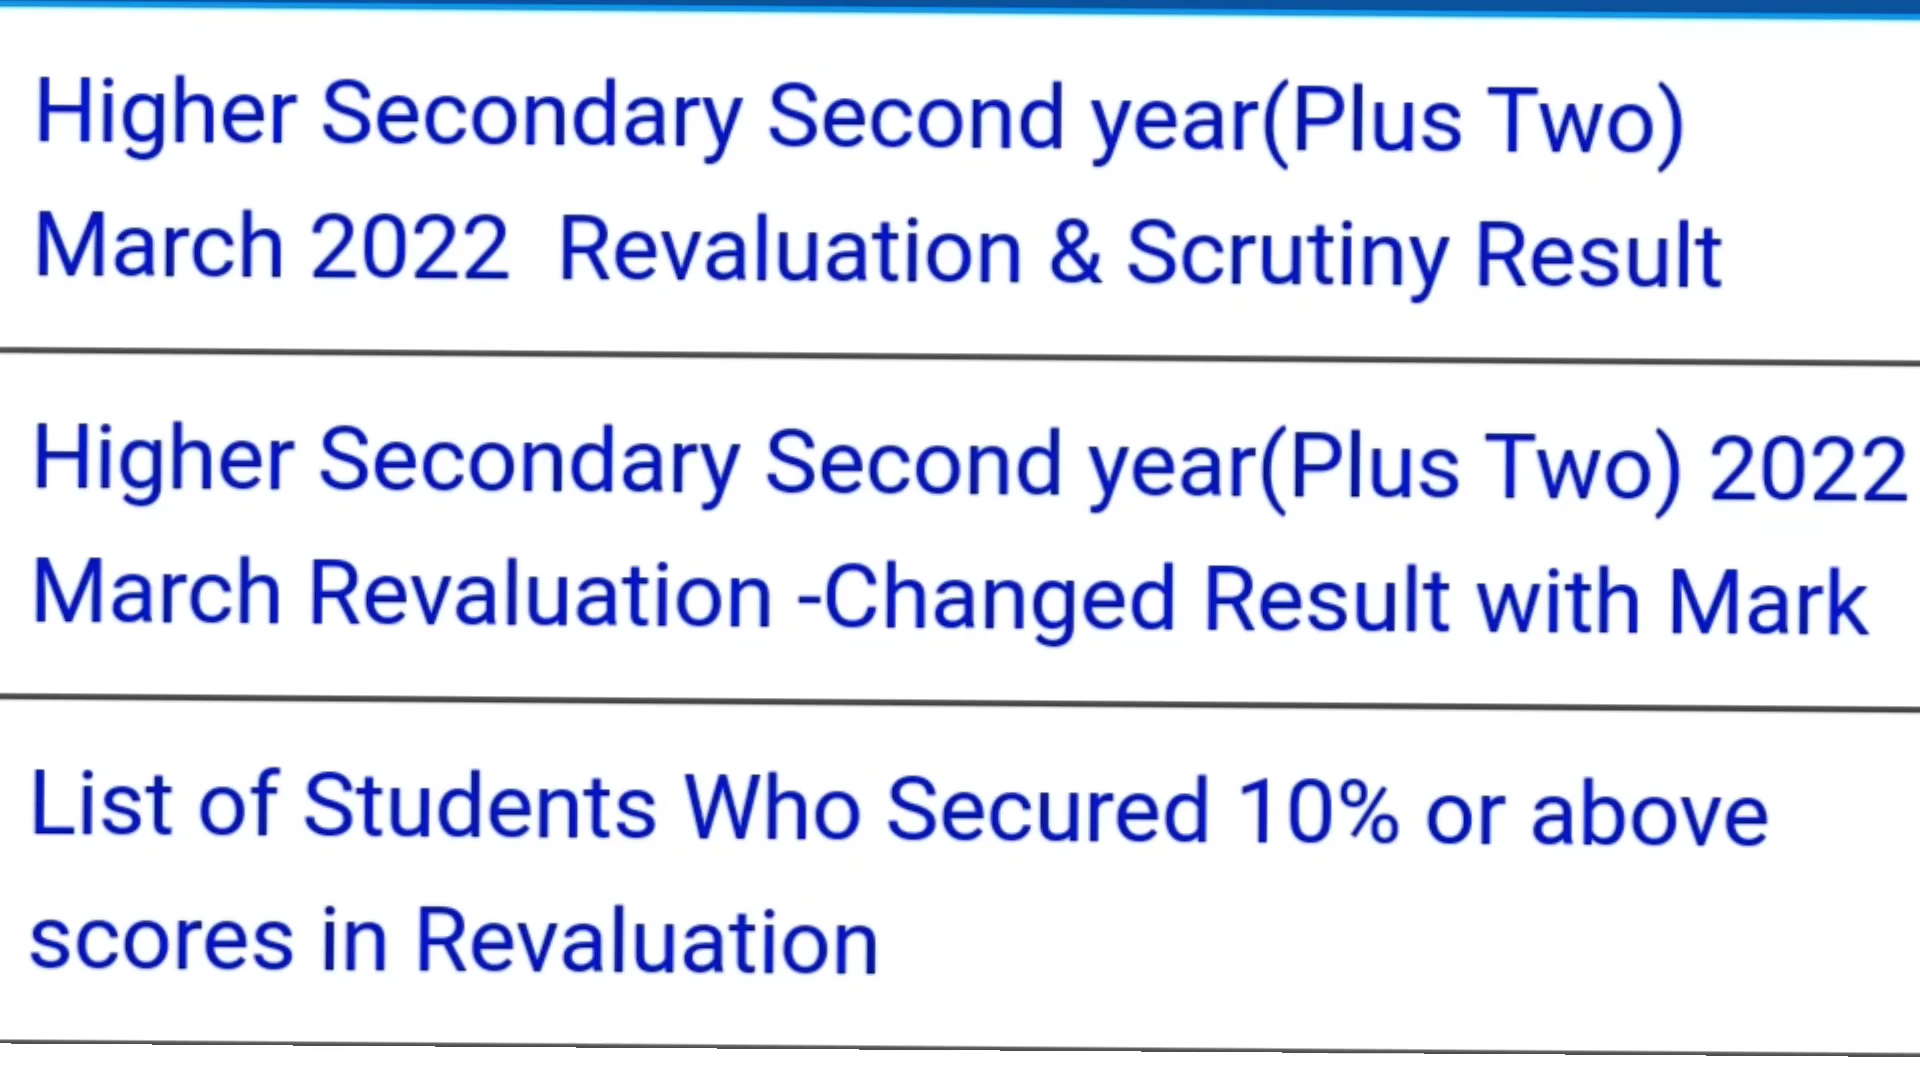 Higher Secondary Second year(Plus Two)
March 2022  Revaluation & Scrutiny Result
Higher Secondary Second year(Plus Two) 2022
March Revaluation -Changed Result with Mark
List of Students Who Secured 10% or above
scores in Revaluation